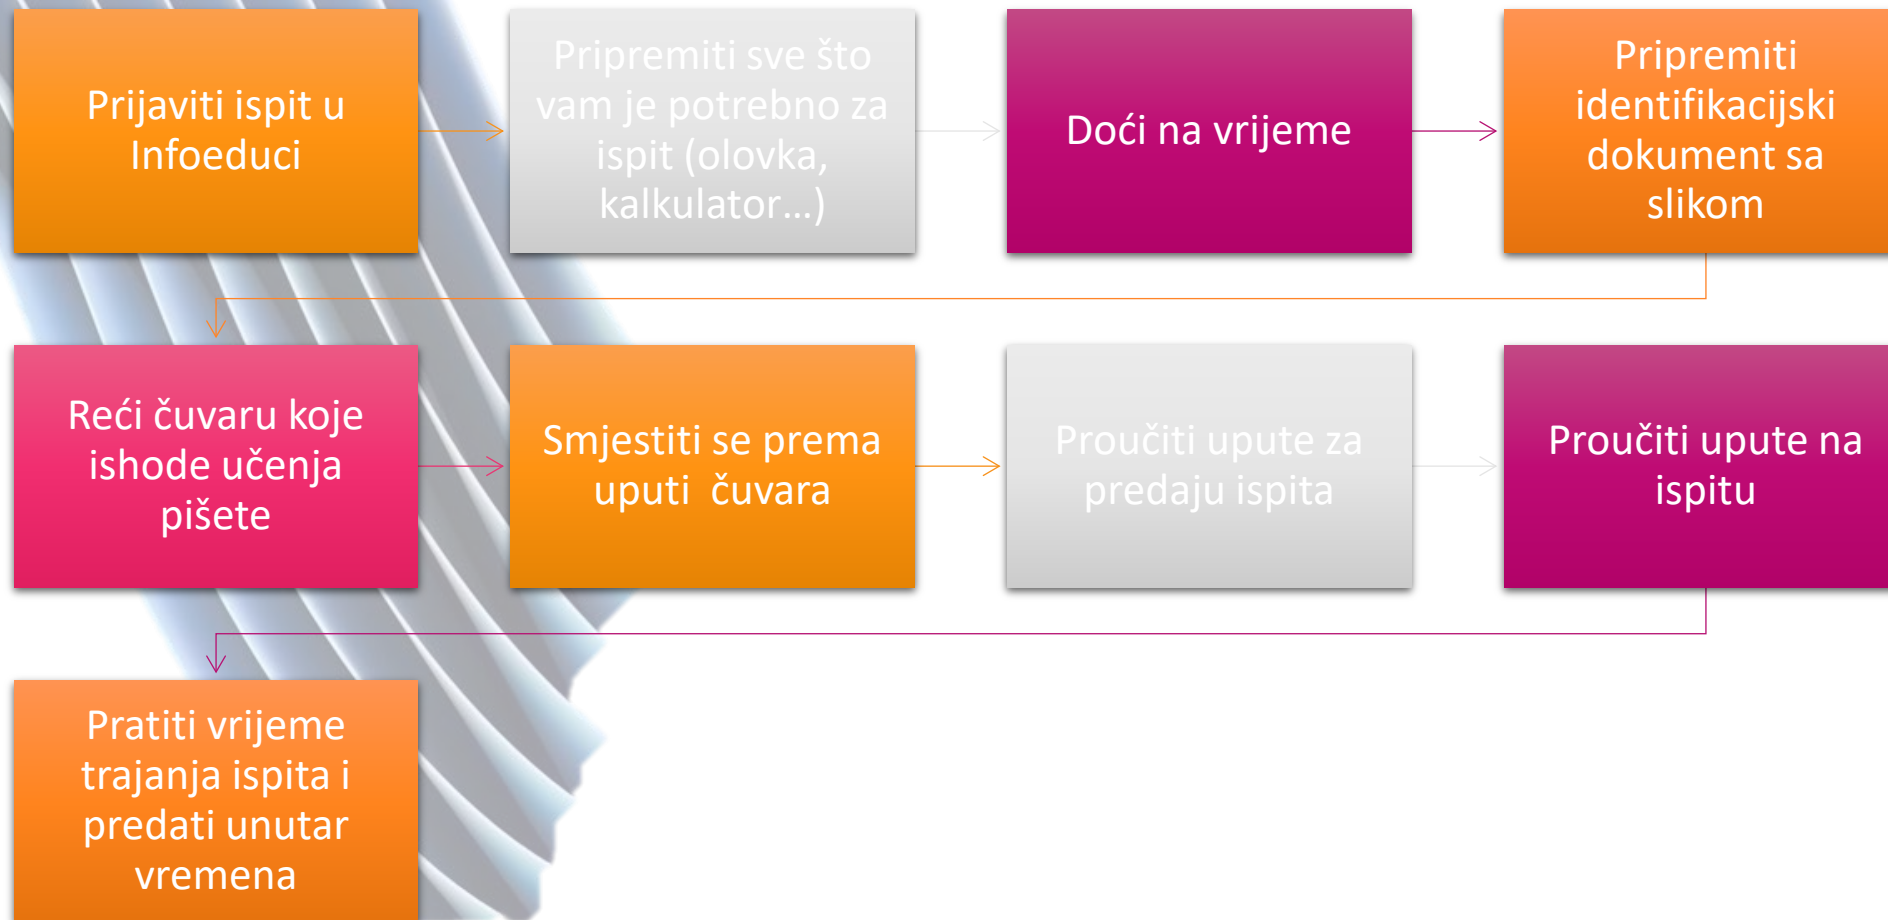 Prijaviti ispit u
Infoeduci
Pripremiti sve što
vam je potrebno za
ispit (olovka,
kalkulator...)
Doći na vrijeme
Pripremiti
identifikacijski
dokument sa
slikom
Reći čuvaru koje
ishode učenja
pišete
Smjestiti se prema
uputi  čuvara
Proučiti upute za
predaju ispita
Proučiti upute na
ispitu
Pratiti vrijeme
trajanja ispita i
predati unutar
vremena